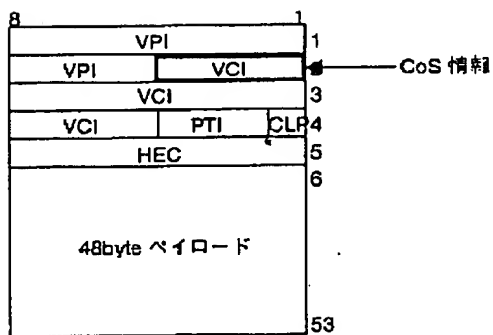 8 1
VPI 1
VPI VCI CoS 情報
VCI 3
VCI PTI CLP 4
HEC 5
6
48byte ペイロード
53